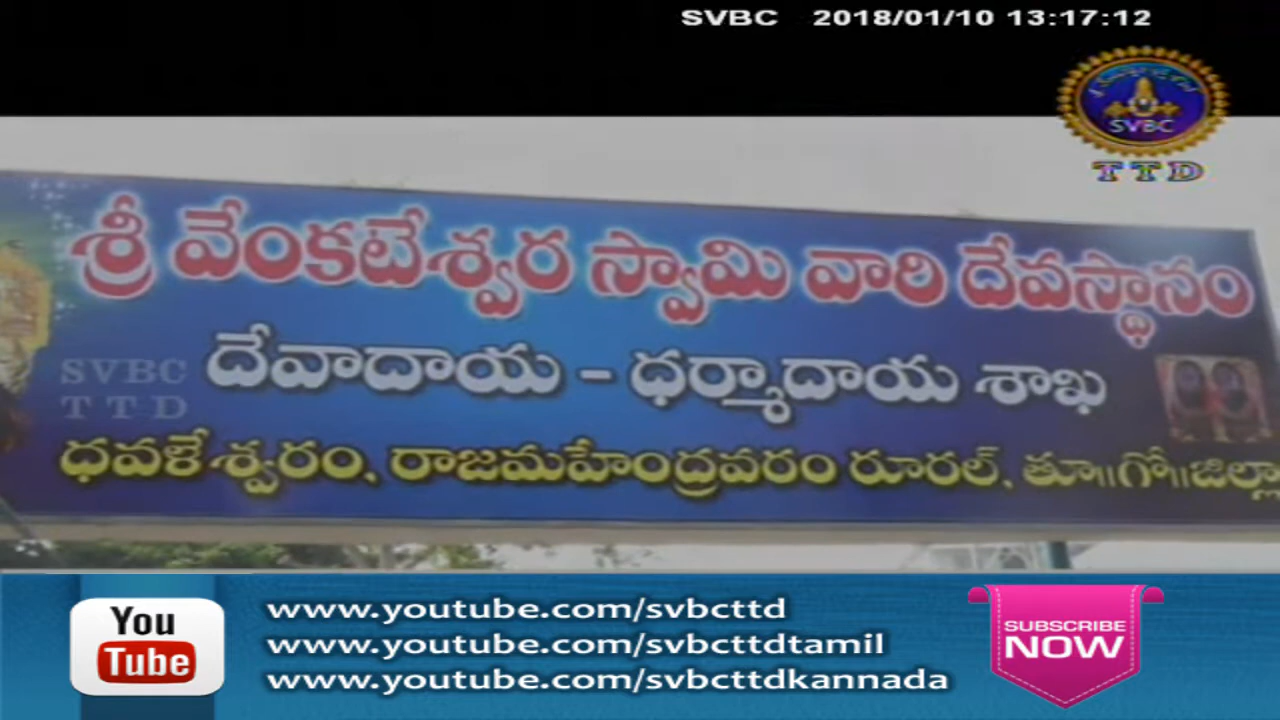 SVBC 2018/01/10 13:17:12
SVBC
TTD
శ్రీ వేంకటేశ్వర స్వామి వారి దేవస్థానం
దేవాదాయ - ధర్మాదాయ శాఖ
SVBC
TTD
ధవళేశ్వరం, రాజమహేంద్రవరం రూరల్, తూ॥గో॥జిల్లా
You
Tube
www.youtube.com/svbcttd
www.youtube.com/svbcttdtamil
www.youtube.com/svbcttdkannada
SUBSCRIBE
NOW